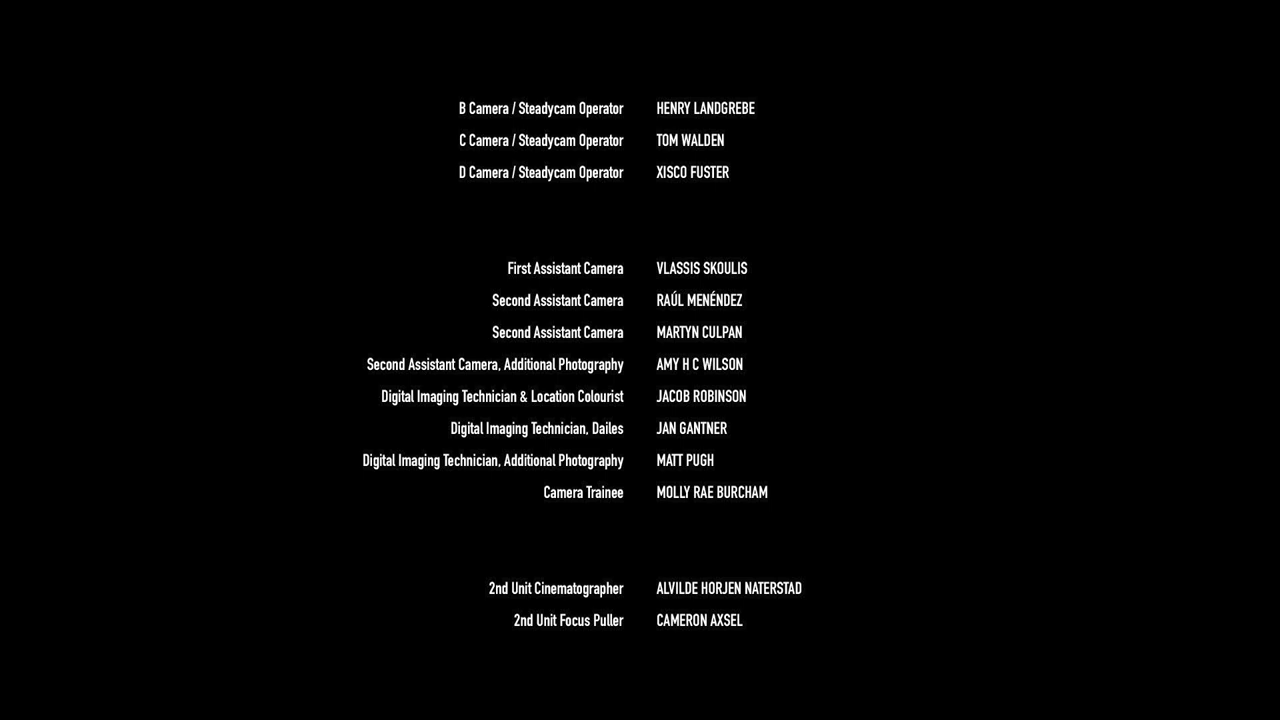 B Camera / Steadycam Operator HENRY LANDGREBE
C Camera / Steadycam Operator TOM WALDEN
D Camera / Steadycam Operator XISCO FUSTER
First Assistant Camera VLASSIS SKOULIS
Second Assistant Camera RAÚL MENÉNDEZ
Second Assistant Camera MARTYN CULPAN
Second Assistant Camera, Additional Photography AMY H C WILSON
Digital Imaging Technician & Location Colourist JACOB ROBINSON
Digital Imaging Technician, Dailes JAN GANTNER
Digital Imaging Technician, Additional Photography MATT PUGH
Camera Trainee MOLLY RAE BURCHAM
2nd Unit Cinematographer ALVILDE HORJEN NATERSTAD
2nd Unit Focus Puller CAMERON AXSEL